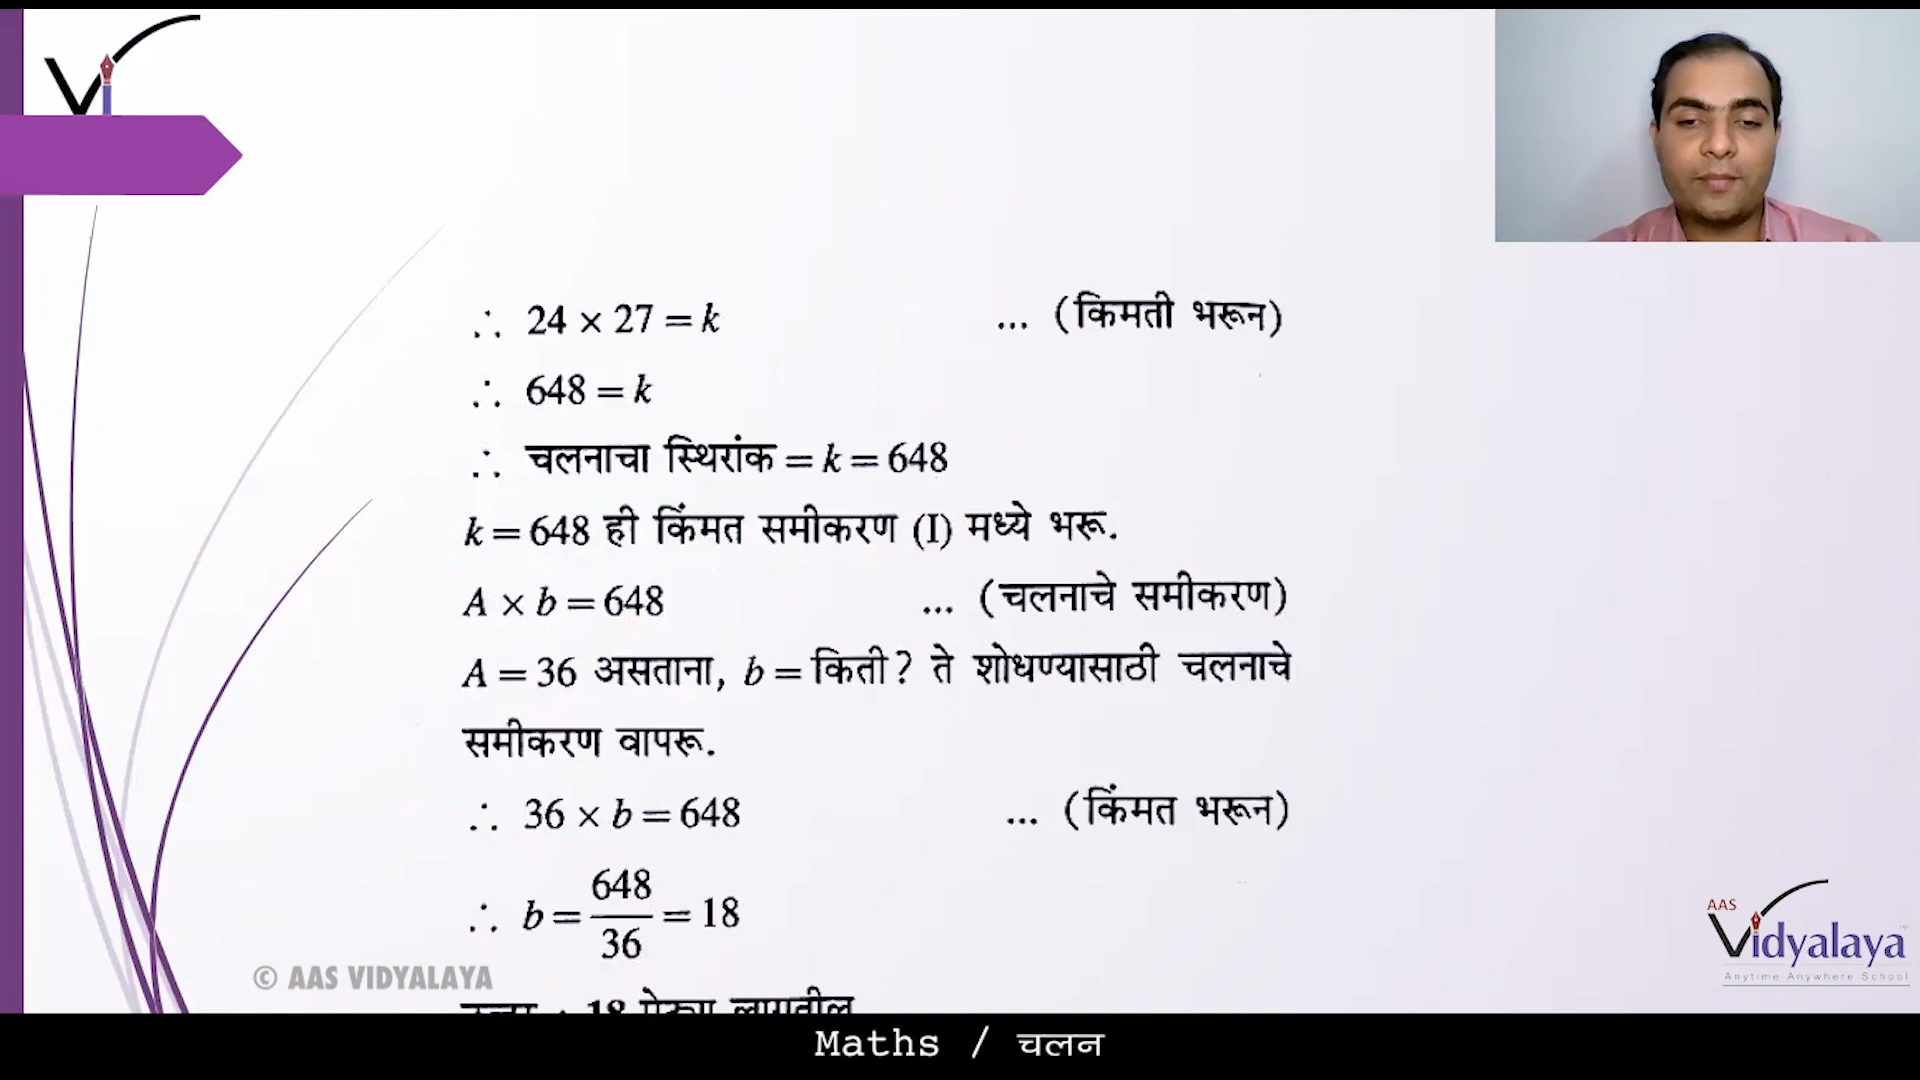 ∴ 24 × 27 = k ... (किमती भरून)
∴ 648 = k
∴ चलनाचा स्थिरांक = k = 648
k = 648 ही किंमत समीकरण (I) मध्ये भरू.
A × b = 648 ... (चलनाचे समीकरण)
A = 36 असताना, b = किती? ते शोधण्यासाठी चलनाचे
समीकरण वापरू.
∴ 36 × b = 648 ... (किंमत भरून)
∴ b = 648/36 = 18
AAS
Vidyalaya
Anytime Anywhere School
© AAS VIDYALAYA
Maths / चलन